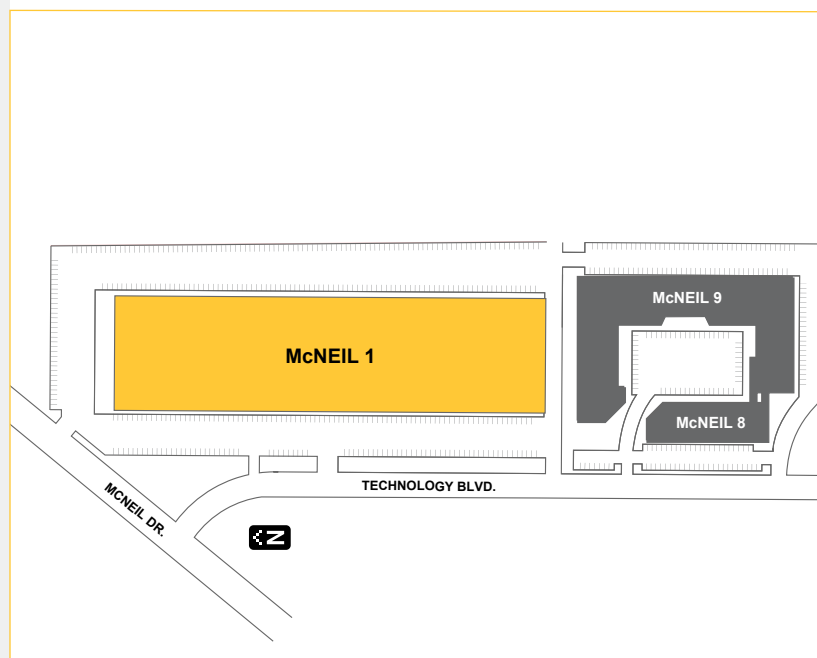 McNEIL 9
McNEIL 1
McNEIL 8
TECHNOLOGY BLVD.
MCNEIL DR.
N